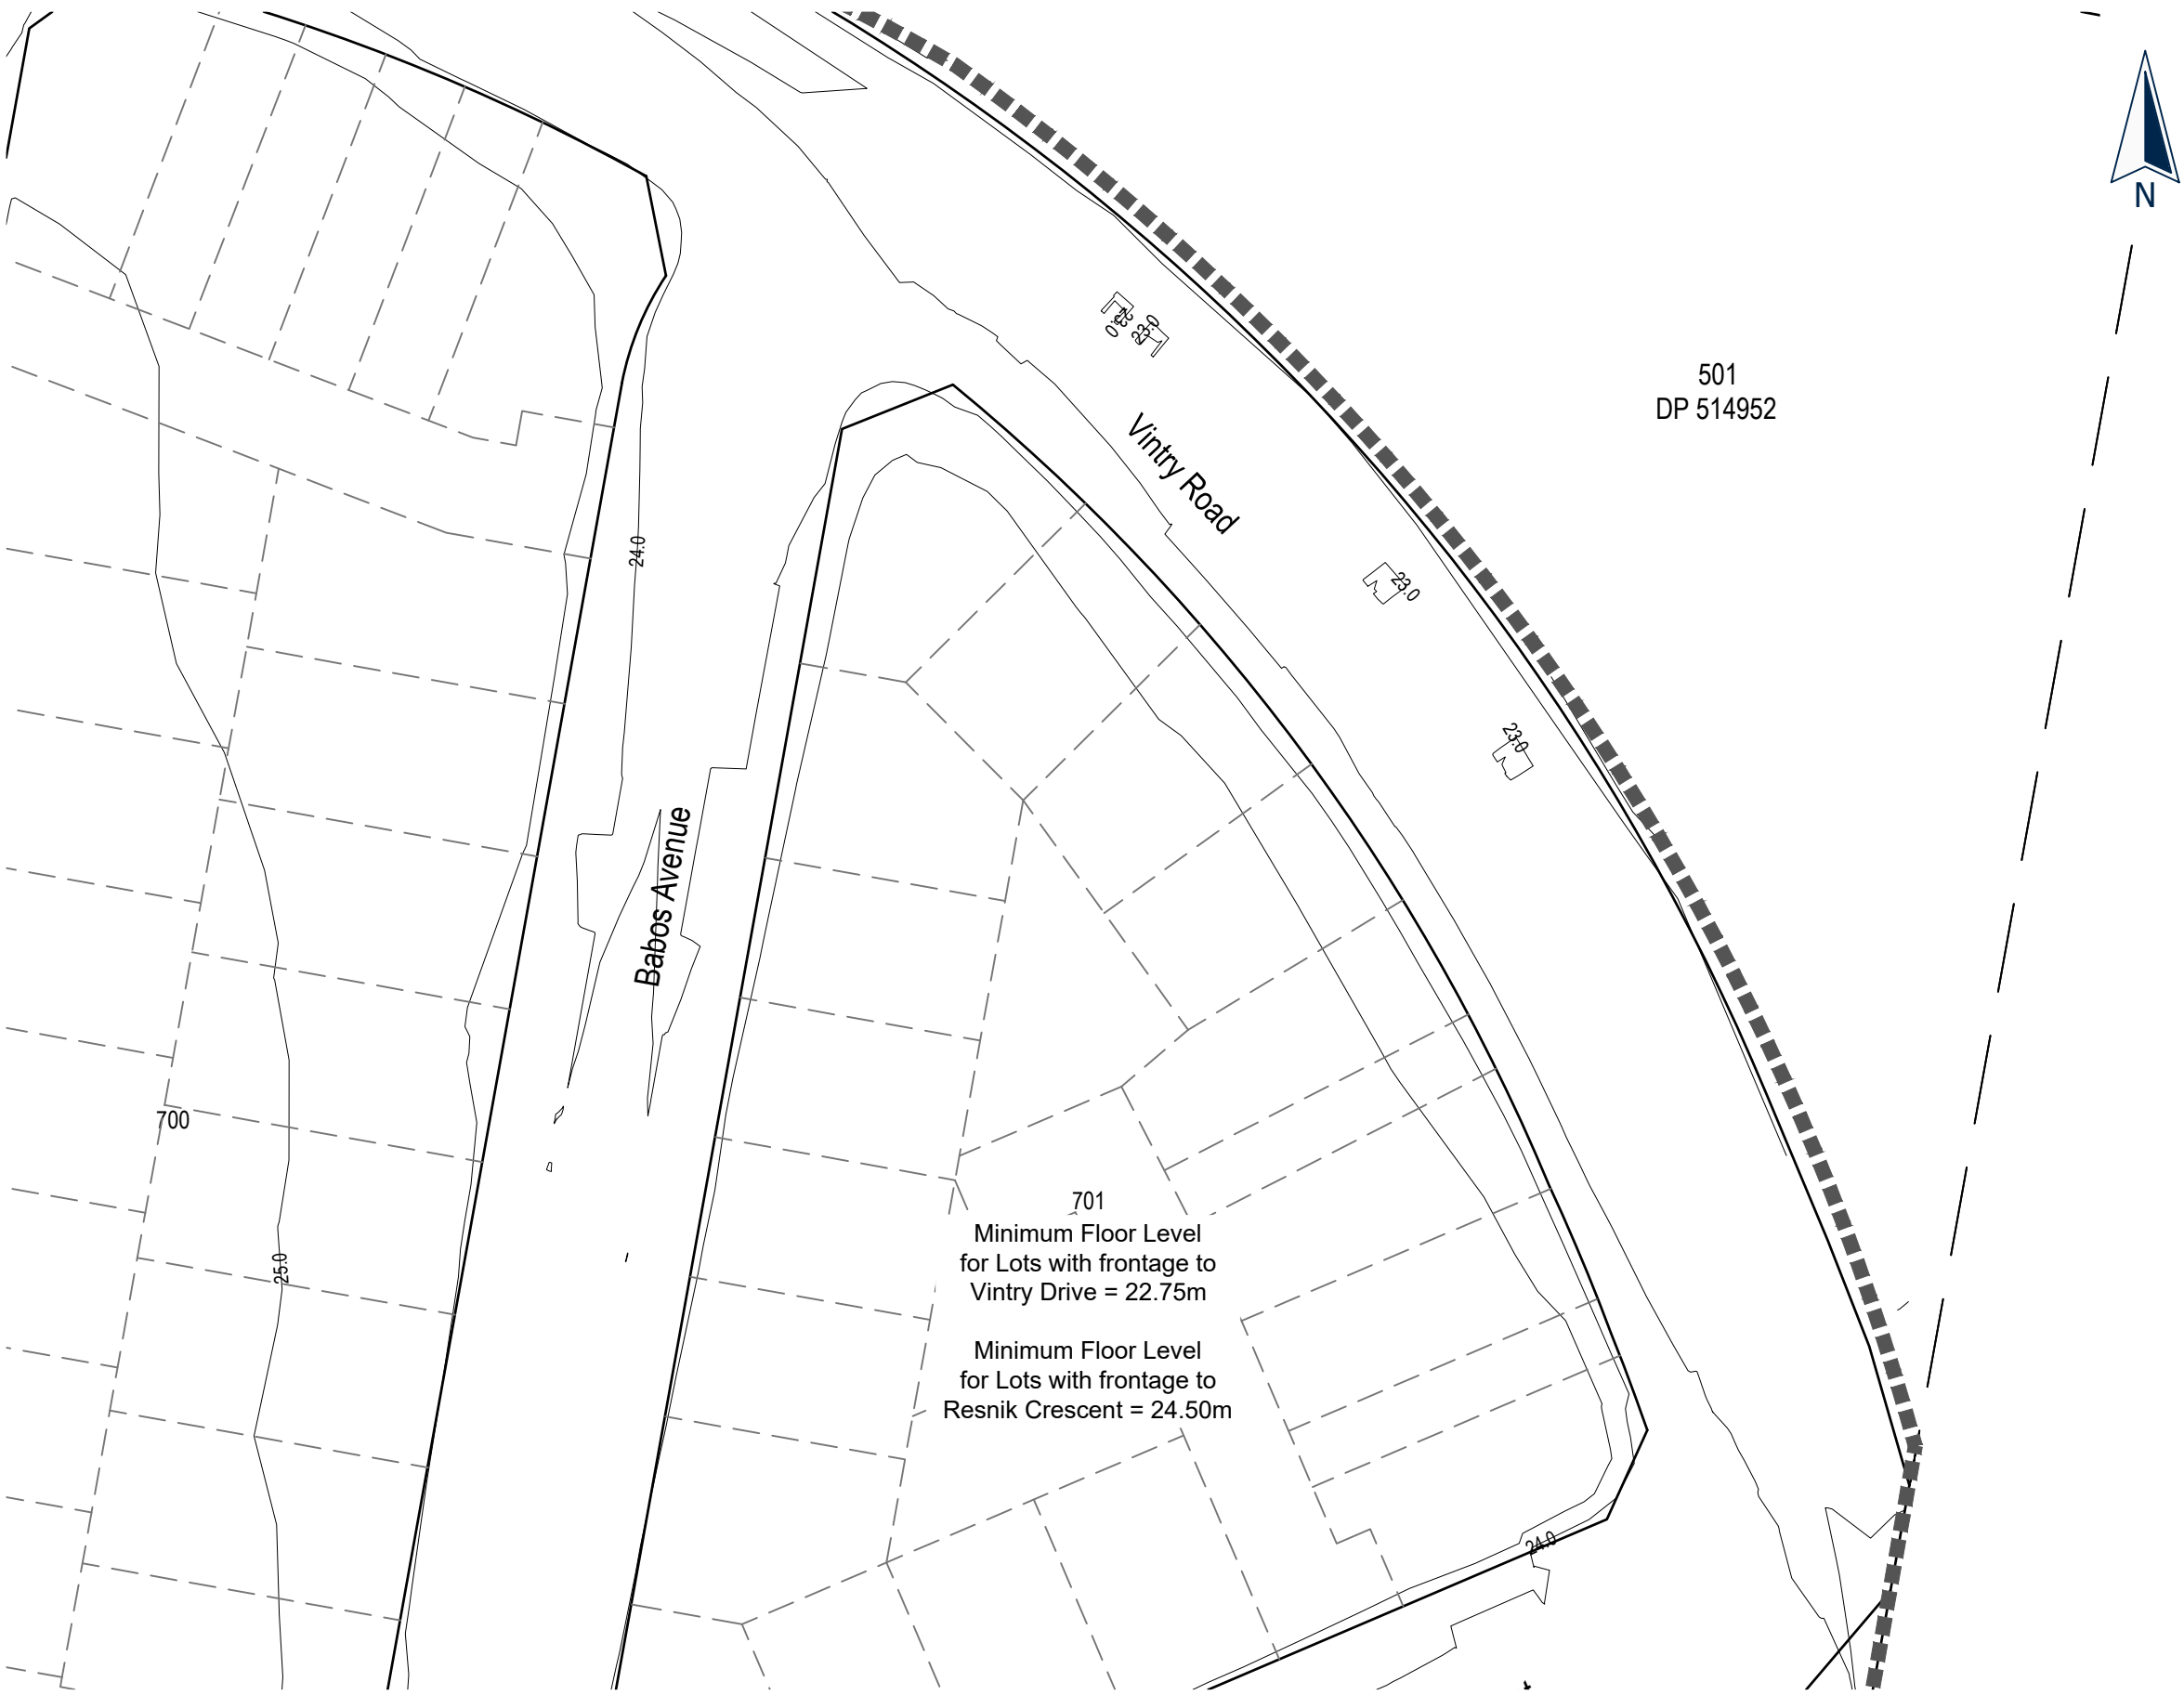 N
23.0
23.0
501
DP 514952
Vintry Road
24.0
23.0
23.0
Babos Avenue
700
701
Minimum Floor Level
for Lots with frontage to
Vintry Drive = 22.75m
25.0
Minimum Floor Level
for Lots with frontage to
Resnik Crescent = 24.50m
24.0